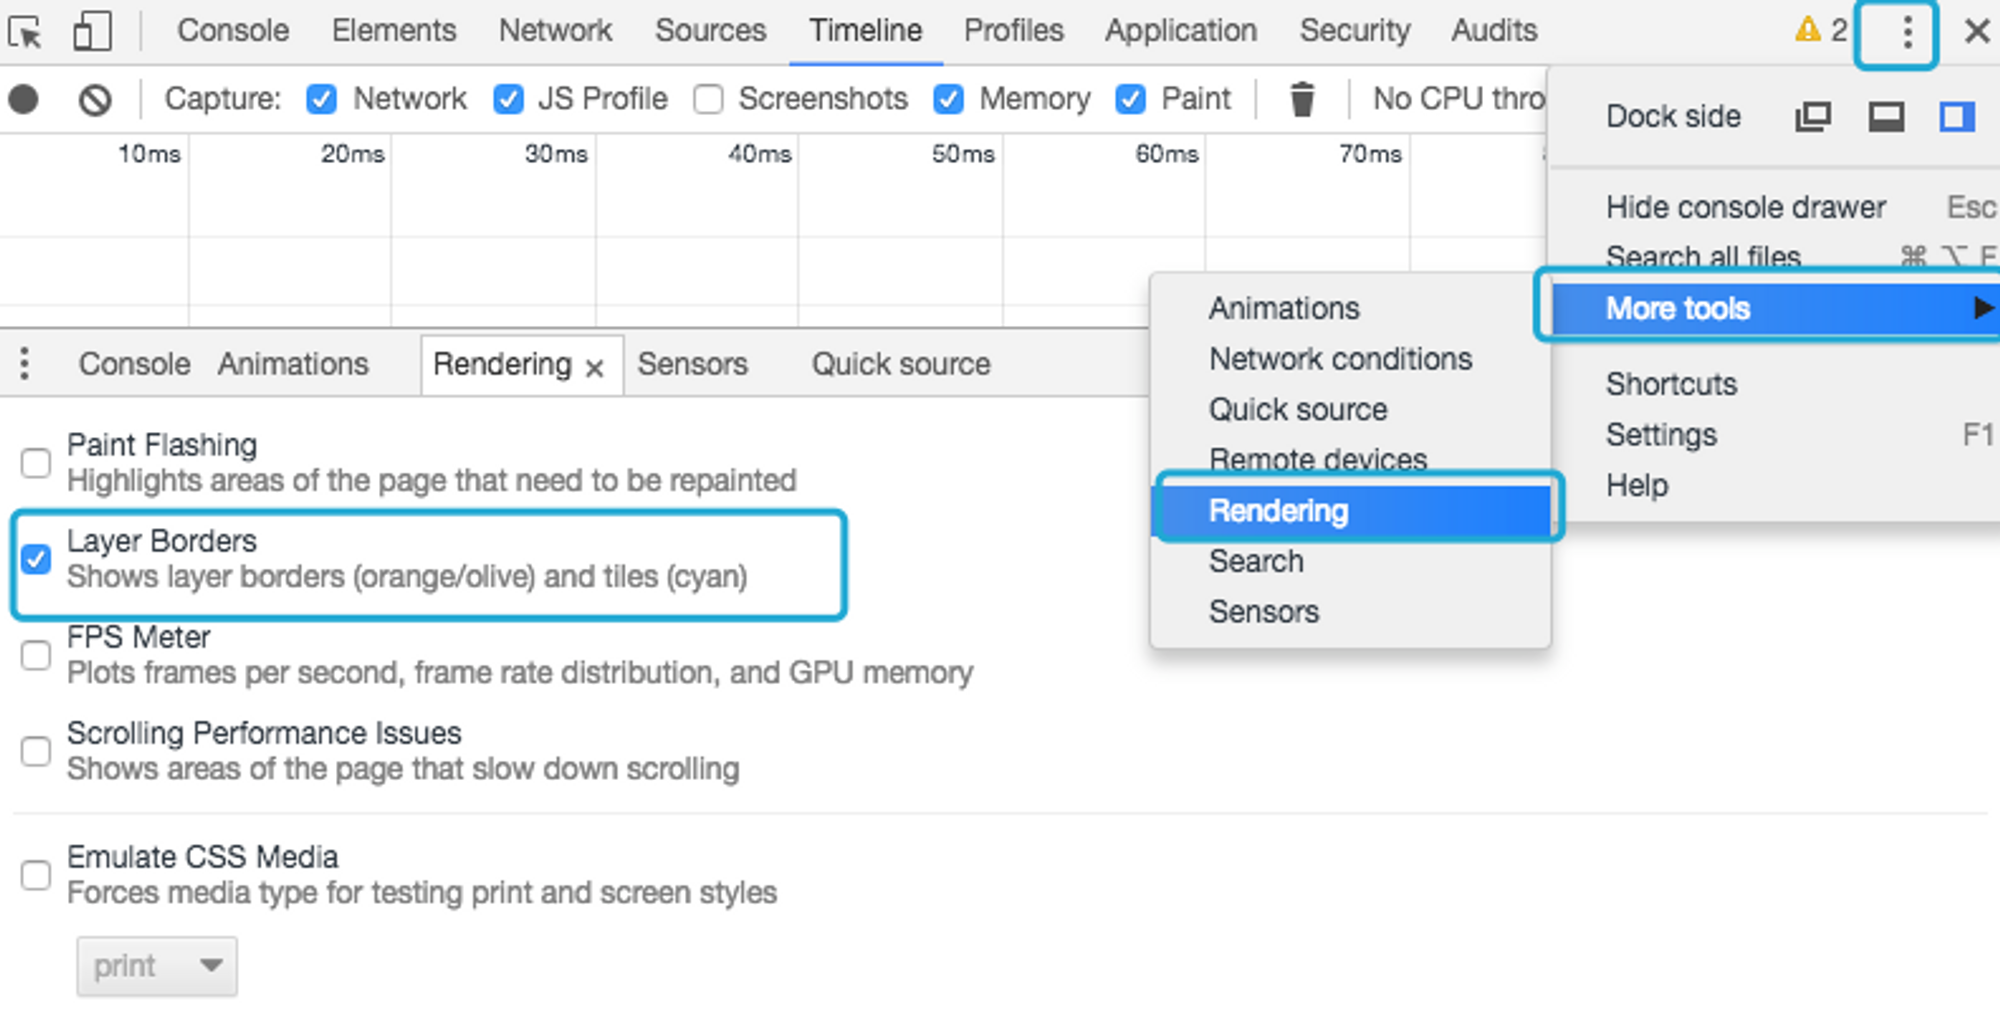 Console Elements Network Sources Timeline Profiles Application Security Audits 2
Capture: Network JS Profile Screenshots Memory Paint No CPU thro
Dock side
10ms 20ms 30ms 40ms 50ms 60ms 70ms
Hide console drawer Esc
Search all files ⌘ ⌥ F
More tools
Shortcuts
Settings F1
Help
Animations
Network conditions
Quick source
Remote devices
Rendering
Search
Sensors
Console Animations Rendering × Sensors Quick source
Paint Flashing
Highlights areas of the page that need to be repainted
Layer Borders
Shows layer borders (orange/olive) and tiles (cyan)
FPS Meter
Plots frames per second, frame rate distribution, and GPU memory
Scrolling Performance Issues
Shows areas of the page that slow down scrolling
Emulate CSS Media
Forces media type for testing print and screen styles
print